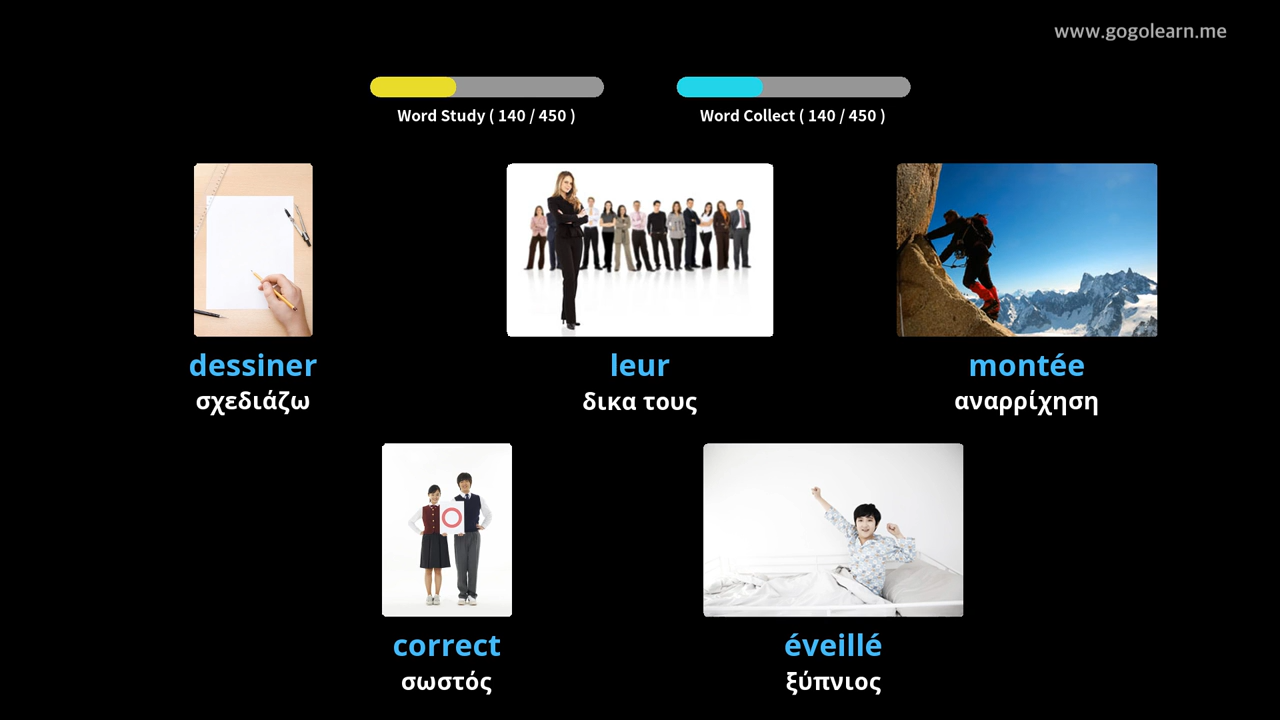 www.gogolearn.me
Word Study ( 140 / 450 )
Word Collect ( 140 / 450 )
dessiner
σχεδιάζω
leur
δικα τους
montée
αναρρίχηση
correct
σωστός
éveillé
ξύπνιος